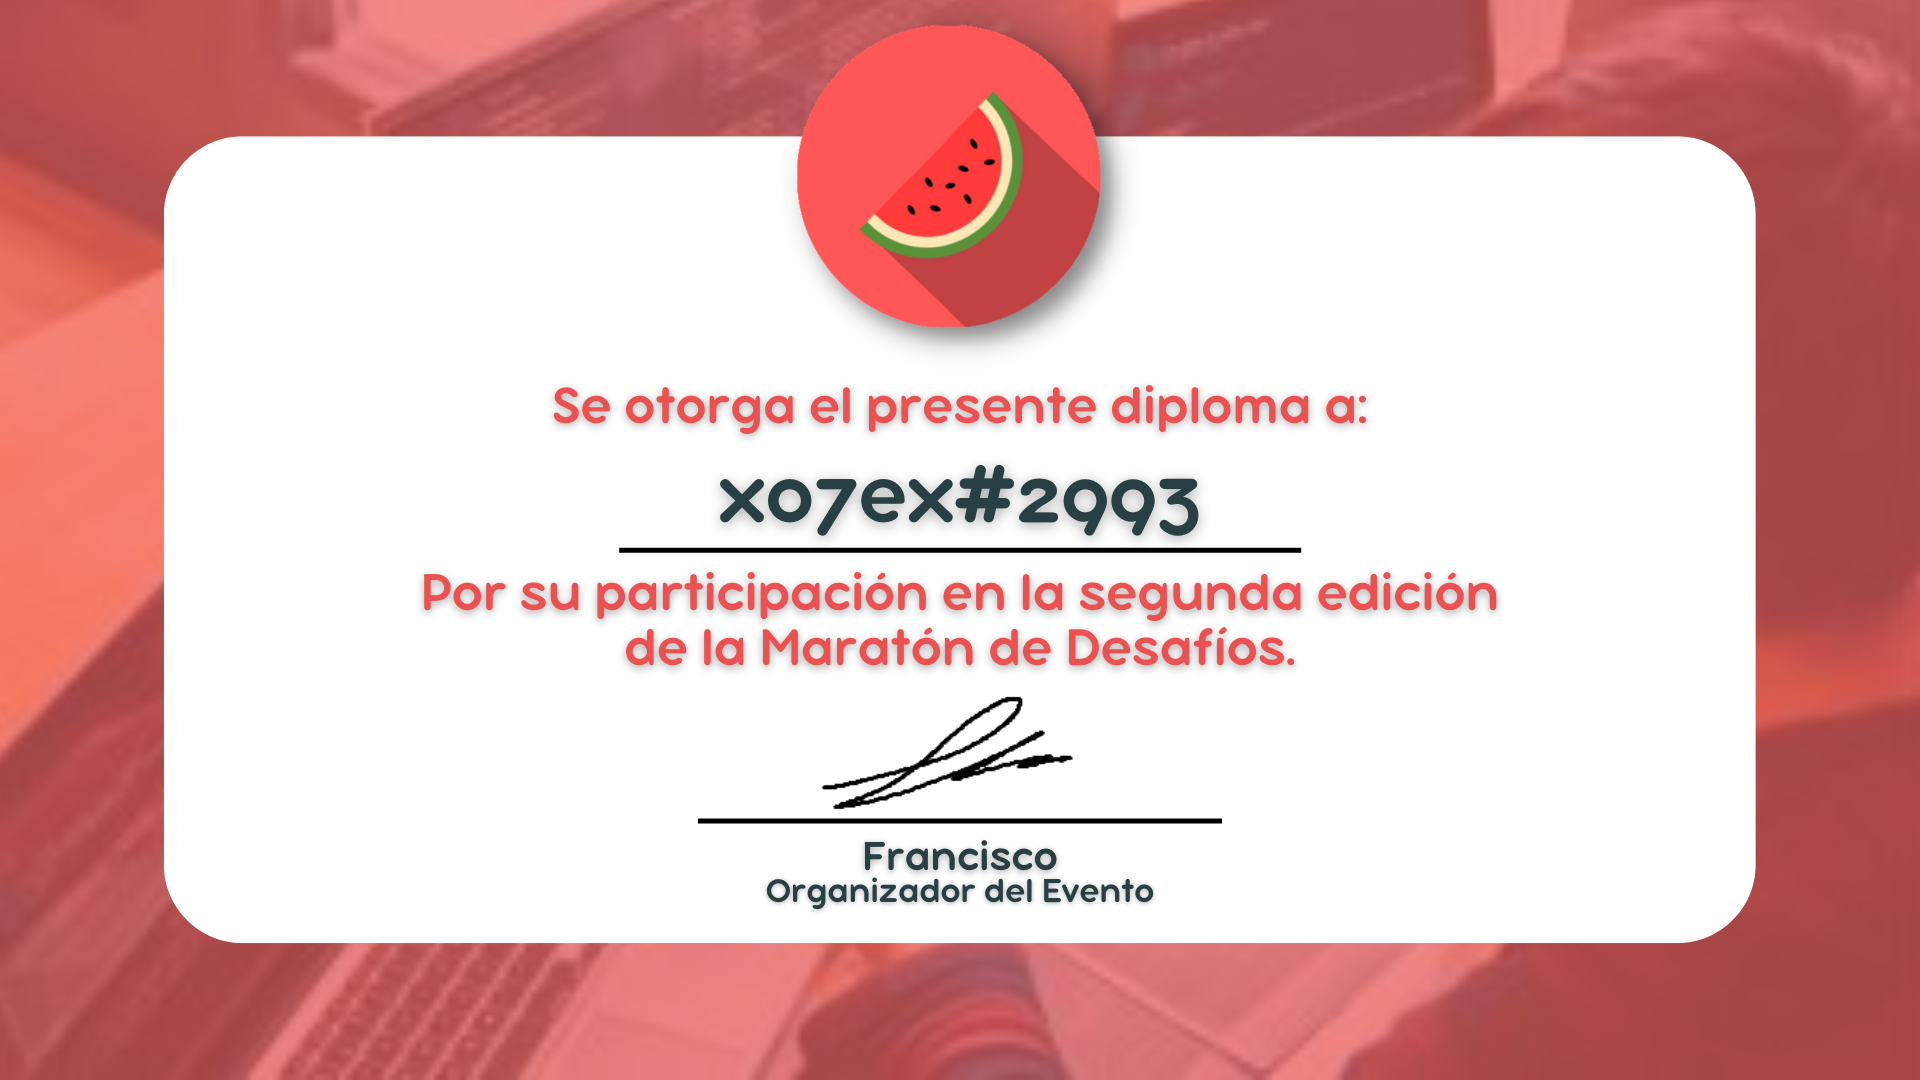 Se otorga el presente diploma a:
x07ex#2993
Por su participación en la segunda edición
de la Maratón de Desafíos.
Francisco
Organizador del Evento